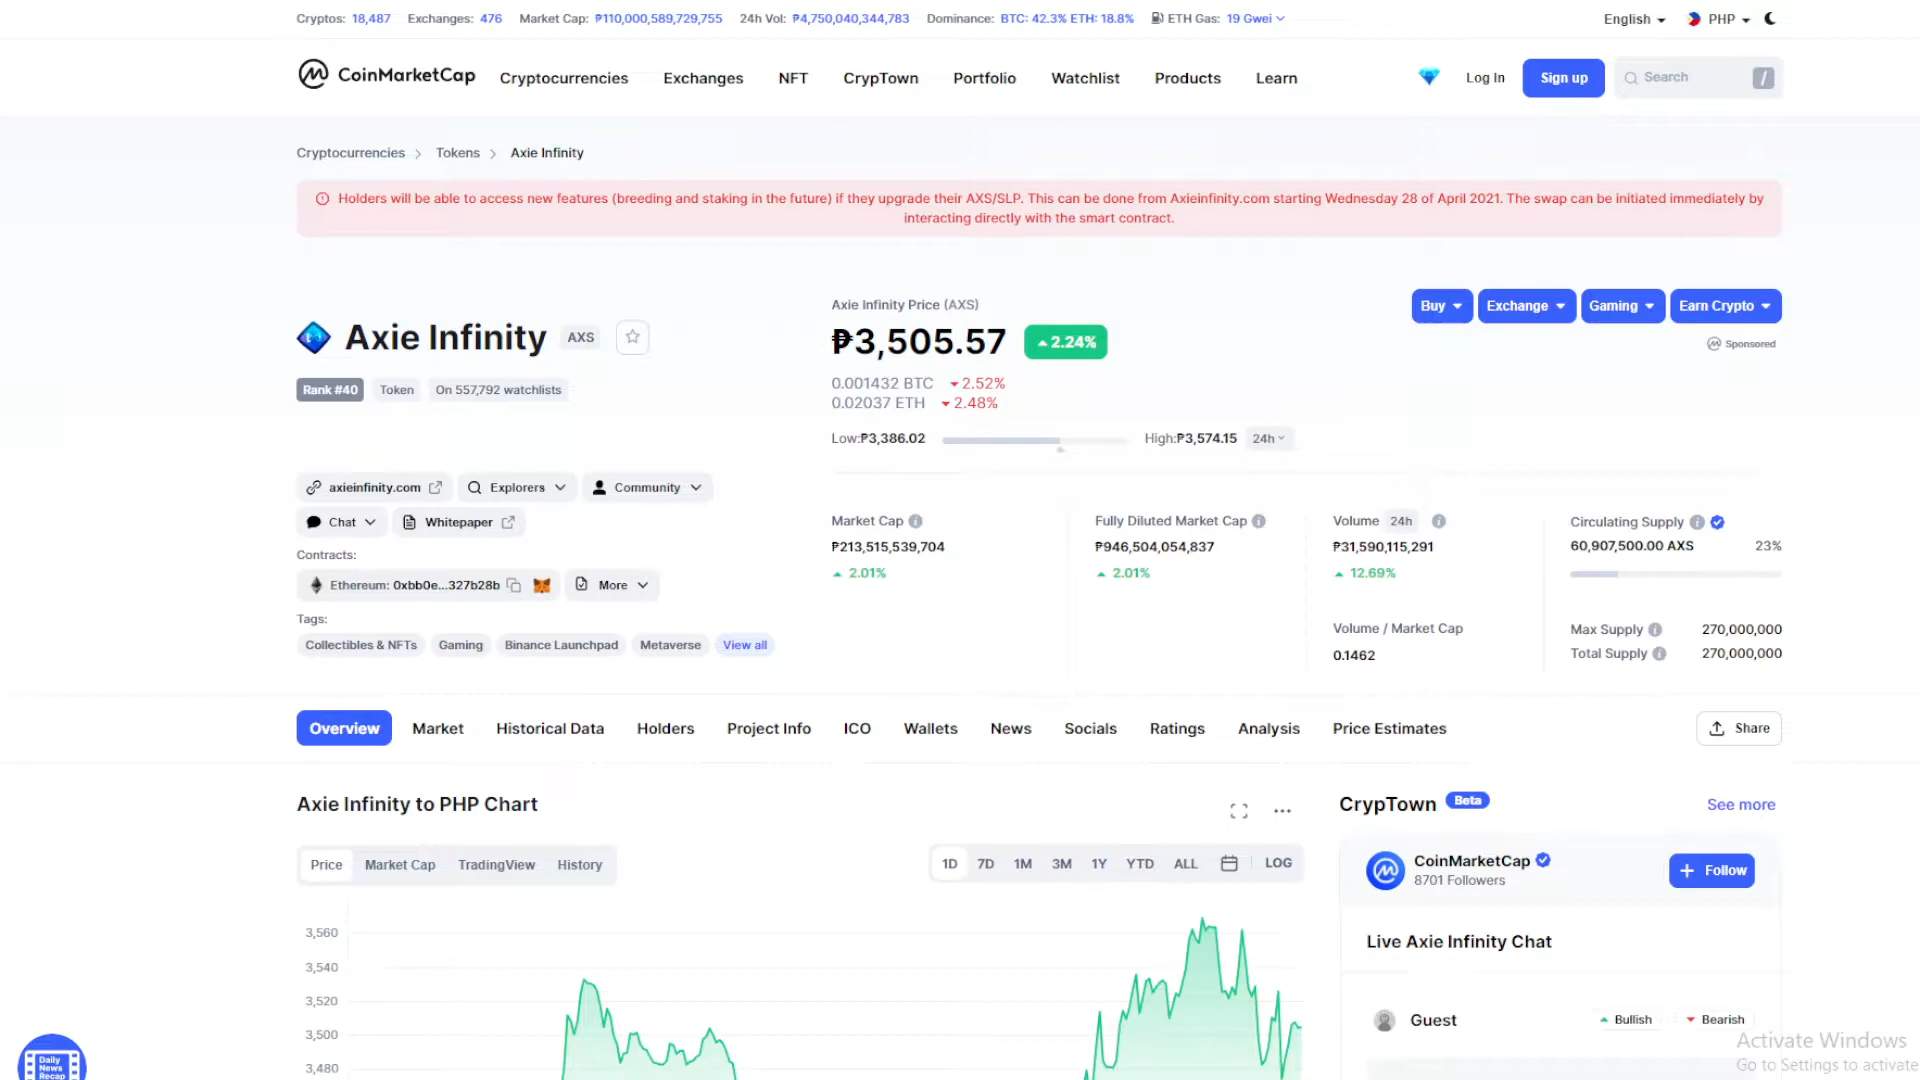 Cryptos: 18,487 Exchanges: 476 Market Cap: ₱110,000,589,729,755 24h Vol: ₱4,750,040,344,783 Dominance: BTC: 42.3% ETH: 18.8% ETH Gas: 19 Gwei English PHP
CoinMarketCap Cryptocurrencies Exchanges NFT CrypTown Portfolio Watchlist Products Learn Log In Sign up Search /
Cryptocurrencies > Tokens > Axie Infinity
Holders will be able to access new features (breeding and staking in the future) if they upgrade their AXS/SLP. This can be done from Axieinfinity.com starting Wednesday 28 of April 2021. The swap can be initiated immediately by
interacting directly with the smart contract.
Axie Infinity Price (AXS)
Buy Exchange Gaming Earn Crypto
Axie Infinity AXS
₱3,505.57 2.24%
Sponsored
Rank #40 Token On 557,792 watchlists
0.001432 BTC 2.52%
0.02037 ETH 2.48%
Low:₱3,386.02 High:₱3,574.15 24h
axieinfinity.com Explorers Community
Chat Whitepaper
Contracts:
Ethereum: 0xbb0e...327b28b More
Tags:
Collectibles & NFTs Gaming Binance Launchpad Metaverse View all
Market Cap
₱213,515,539,704
2.01%
Fully Diluted Market Cap
₱946,504,054,837
2.01%
Volume 24h
₱31,590,115,291
12.69%
Volume / Market Cap
0.1462
Circulating Supply
60,907,500.00 AXS 23%
Max Supply 270,000,000
Total Supply 270,000,000
Overview Market Historical Data Holders Project Info ICO Wallets News Socials Ratings Analysis Price Estimates Share
Axie Infinity to PHP Chart
Price Market Cap TradingView History 1D 7D 1M 3M 1Y YTD ALL LOG
3,560
3,540
3,520
3,500
3,480
CrypTown Beta See more
CoinMarketCap
8701 Followers
+ Follow
Live Axie Infinity Chat
Guest Bullish Bearish
Daily
News
Recap
Activate Windows
Go to Settings to activate